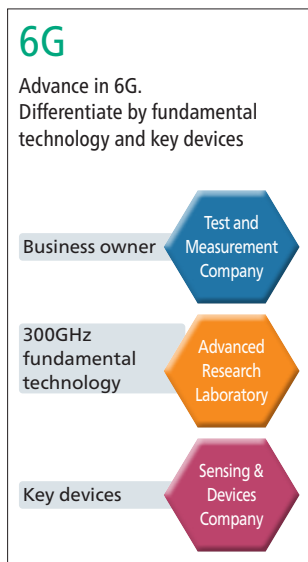 6G
Advance in 6G.
Differentiate by fundamental
technology and key devices
Business owner
Test and
Measurement
Company
300GHz
fundamental
technology
Advanced
Research
Laboratory
Key devices
Sensing &
Devices
Company